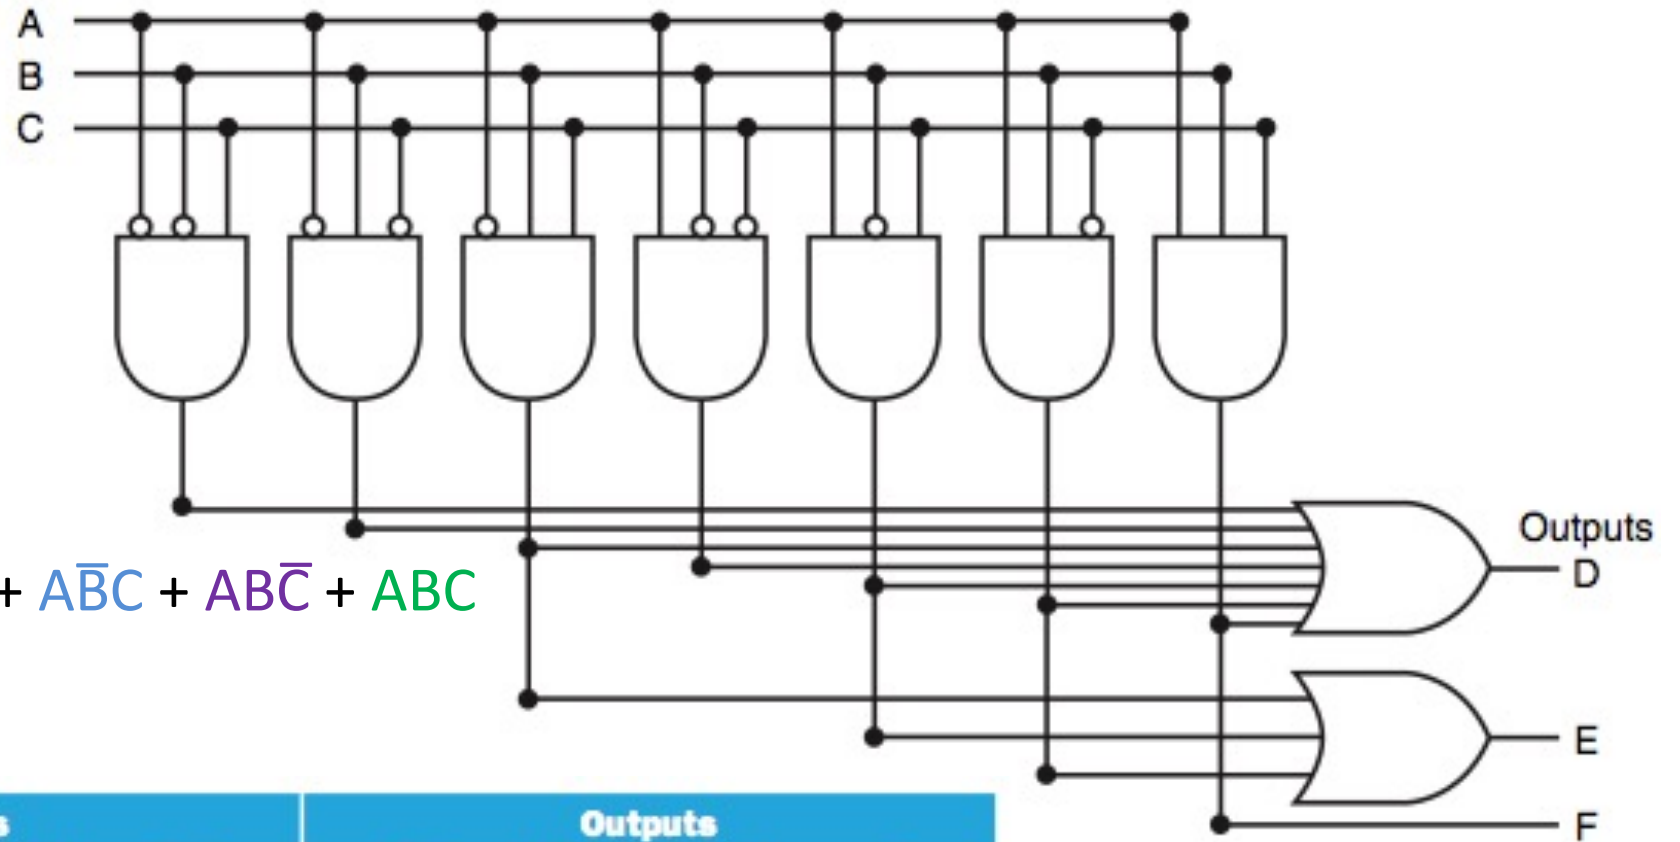 A
B
C
Outputs
D
+ AB̅C + ABC̅ + ABC
E
Outputs
F